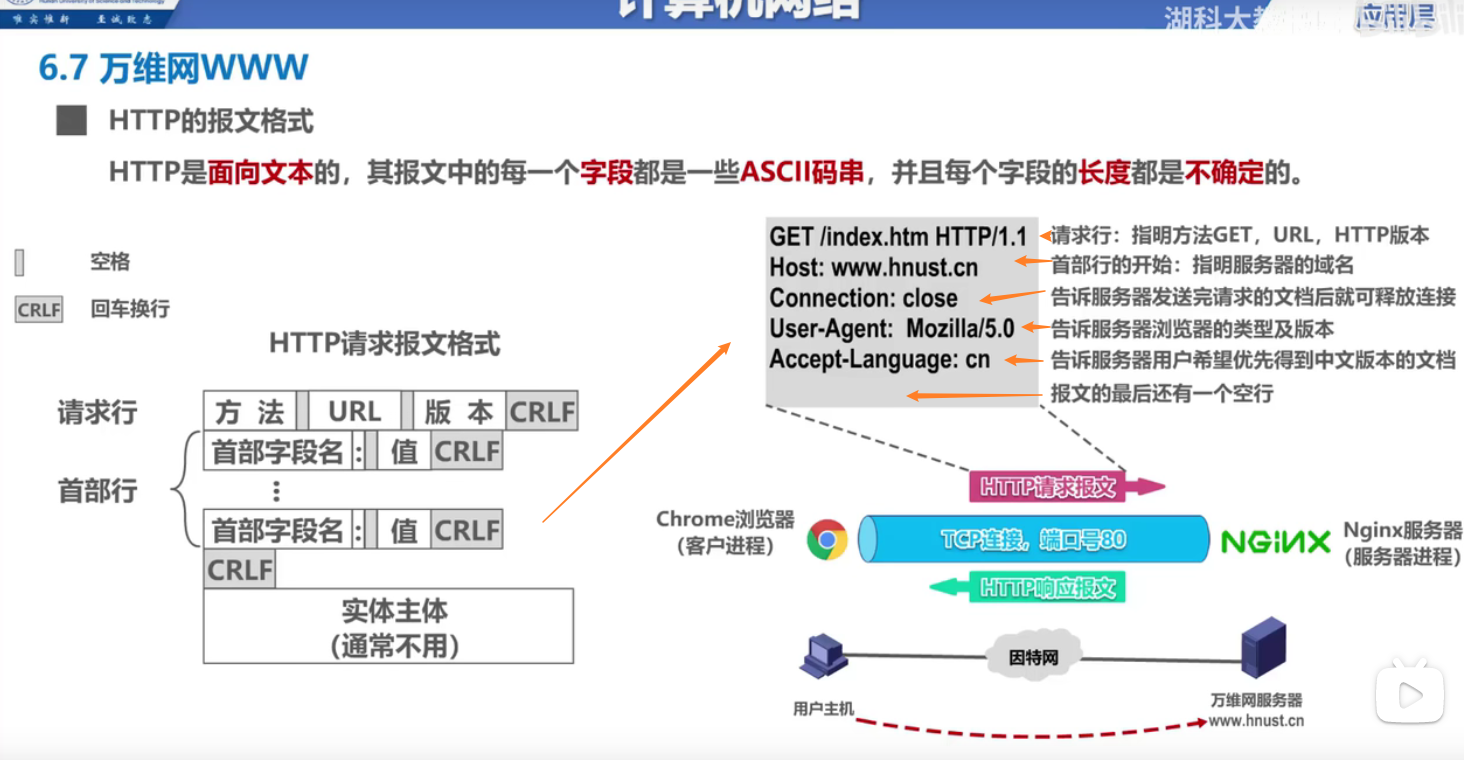 唯实惟新 至诚致志
计算机网络
湖科大
应用层
6.7 万维网WWW
HTTP的报文格式
HTTP是面向文本的，其报文中的每一个字段都是一些ASCII码串，并且每个字段的长度都是不确定的。
空格
CRLF 回车换行
HTTP请求报文格式
请求行
方 法 URL 版 本 CRLF
首部行
首部字段名 : 值 CRLF
⋮
首部字段名 : 值 CRLF
CRLF
实体主体
(通常不用)
GET /index.htm HTTP/1.1
请求行：指明方法GET，URL，HTTP版本
Host: www.hnust.cn
首部行的开始：指明服务器的域名
Connection: close
告诉服务器发送完请求的文档后就可释放连接
User-Agent: Mozilla/5.0
告诉服务器浏览器的类型及版本
Accept-Language: cn
告诉服务器用户希望优先得到中文版本的文档
报文的最后还有一个空行
HTTP请求报文
Chrome浏览器
（客户进程）
TCP连接，端口号80
NGINX
Nginx服务器
（服务器进程）
HTTP响应报文
因特网
用户主机
万维网服务器
www.hnust.cn